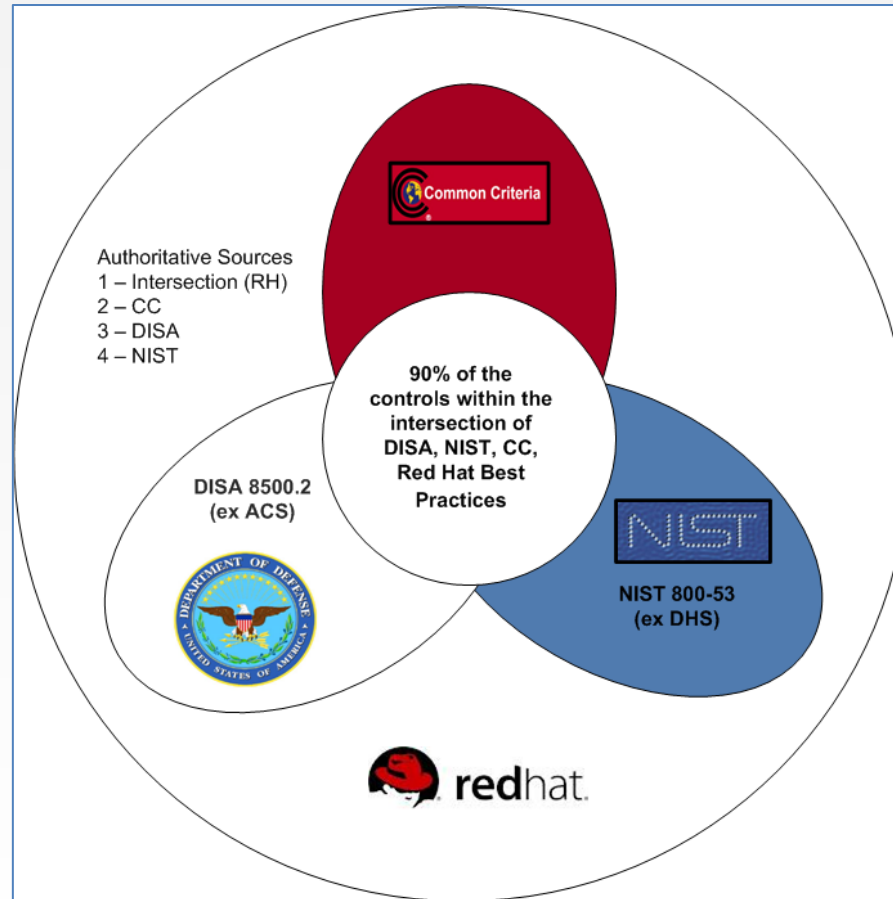 Common Criteria
®
Authoritative Sources
1 – Intersection (RH)
2 – CC
3 – DISA
4 – NIST
90% of the
controls within the
intersection of
DISA, NIST, CC,
Red Hat Best
Practices
DISA 8500.2
(ex ACS)
DEPARTMENT OF DEFENSE
UNITED STATES OF AMERICA
NIST
NIST 800-53
(ex DHS)
redhat.